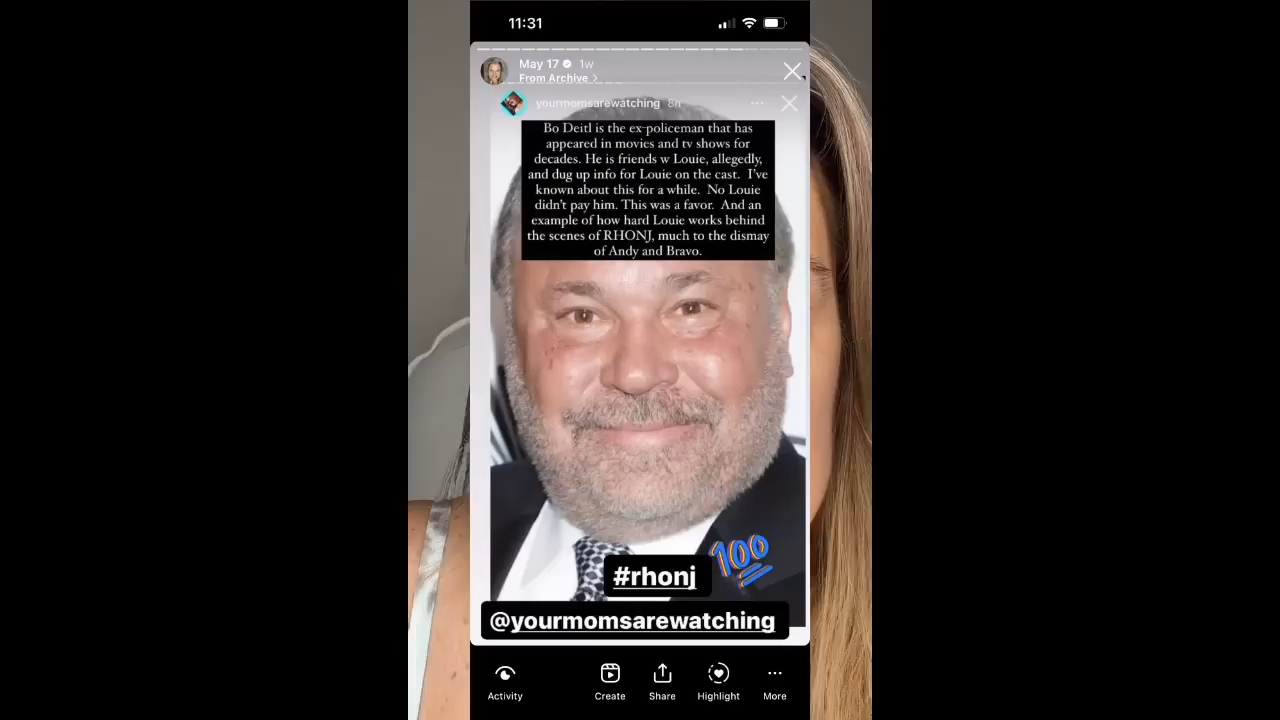 11:31
May 17 1w
From Archive >
yourmomsarewatching 8h
Bo Deitl is the ex-policeman that has
appeared in movies and tv shows for
decades. He is friends w Louie, allegedly,
and dug up info for Louie on the cast. I've
known about this for a while. No Louie
didn't pay him. This was a favor. And an
example of how hard Louie works behind
the scenes of RHONJ, much to the dismay
of Andy and Bravo.
100
#rhonj
@yourmomsarewatching
Activity
Create
Share
Highlight
More